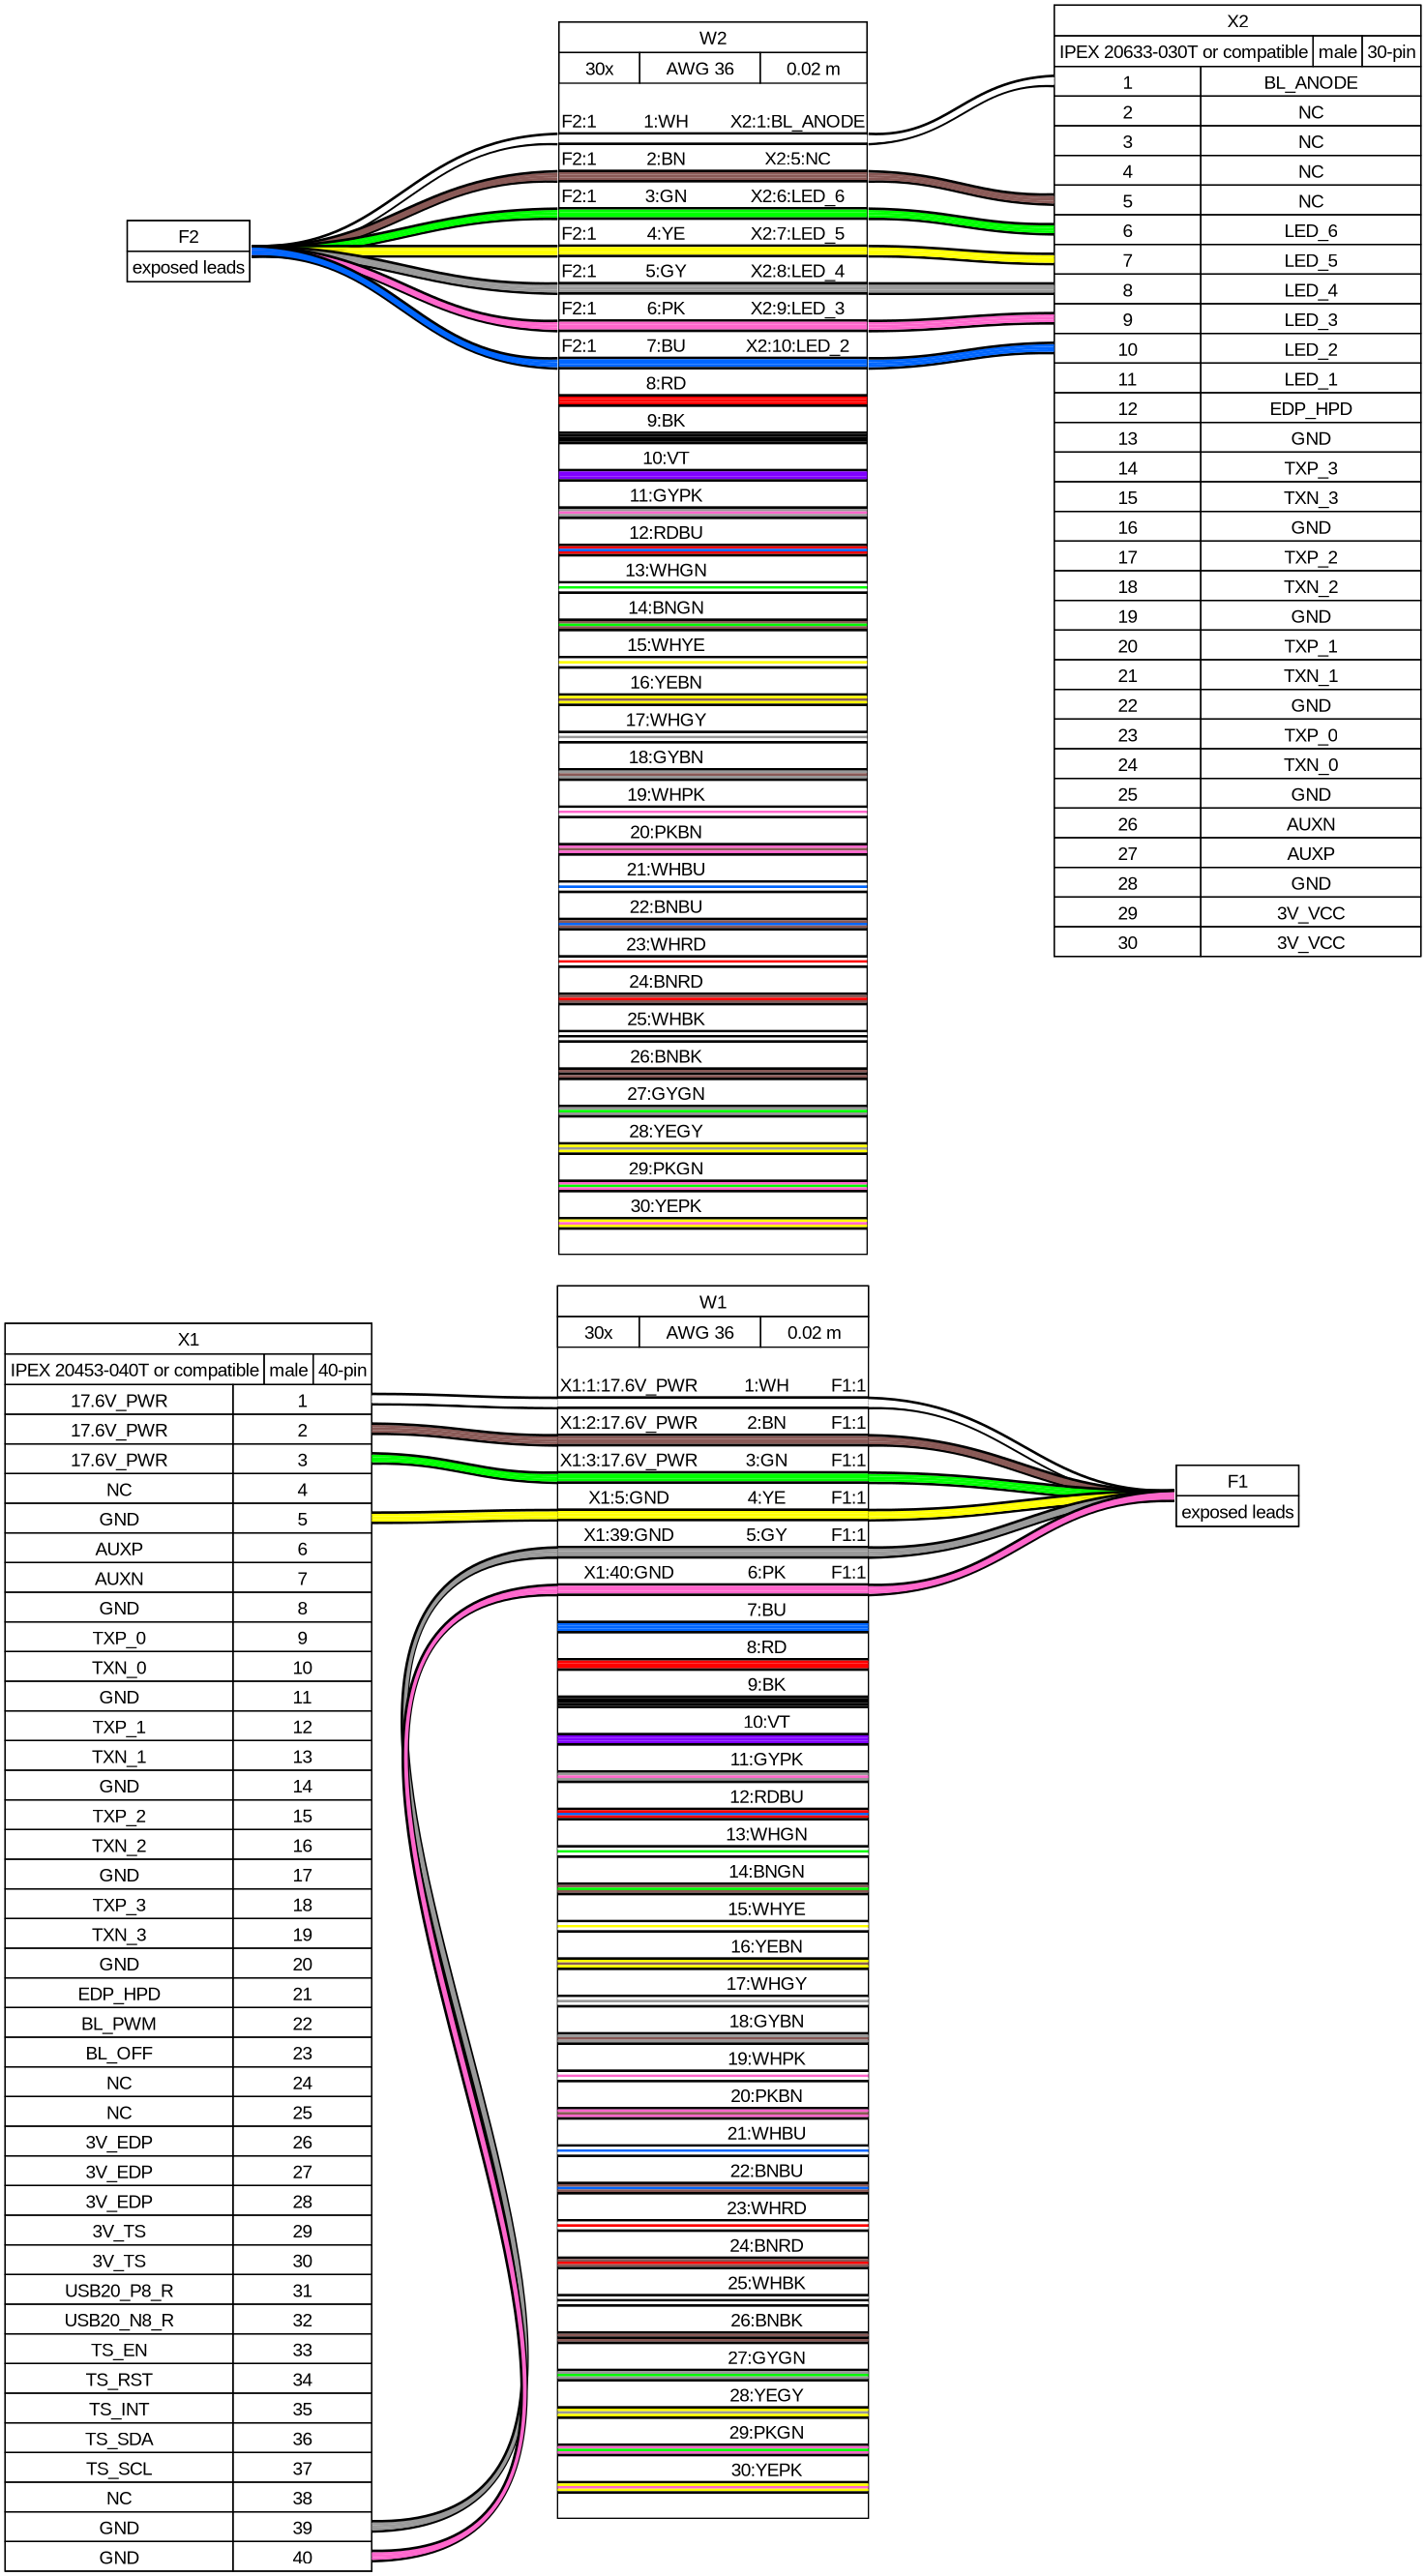 W2
30x AWG 36 0.02 m
F2:1 1:WH X2:1:BL_ANODE
F2:1 2:BN X2:5:NC
F2:1 3:GN X2:6:LED_6
F2:1 4:YE X2:7:LED_5
F2:1 5:GY X2:8:LED_4
F2:1 6:PK X2:9:LED_3
F2:1 7:BU X2:10:LED_2
8:RD
9:BK
10:VT
11:GYPK
12:RDBU
13:WHGN
14:BNGN
15:WHYE
16:YEBN
17:WHGY
18:GYBN
19:WHPK
20:PKBN
21:WHBU
22:BNBU
23:WHRD
24:BNRD
25:WHBK
26:BNBK
27:GYGN
28:YEGY
29:PKGN
30:YEPK
F2
exposed leads
X2
IPEX 20633-030T or compatible male 30-pin
1 BL_ANODE
2 NC
3 NC
4 NC
5 NC
6 LED_6
7 LED_5
8 LED_4
9 LED_3
10 LED_2
11 LED_1
12 EDP_HPD
13 GND
14 TXP_3
15 TXN_3
16 GND
17 TXP_2
18 TXN_2
19 GND
20 TXP_1
21 TXN_1
22 GND
23 TXP_0
24 TXN_0
25 GND
26 AUXN
27 AUXP
28 GND
29 3V_VCC
30 3V_VCC
X1
IPEX 20453-040T or compatible male 40-pin
17.6V_PWR 1
17.6V_PWR 2
17.6V_PWR 3
NC 4
GND 5
AUXP 6
AUXN 7
GND 8
TXP_0 9
TXN_0 10
GND 11
TXP_1 12
TXN_1 13
GND 14
TXP_2 15
TXN_2 16
GND 17
TXP_3 18
TXN_3 19
GND 20
EDP_HPD 21
BL_PWM 22
BL_OFF 23
NC 24
NC 25
3V_EDP 26
3V_EDP 27
3V_EDP 28
3V_TS 29
3V_TS 30
USB20_P8_R 31
USB20_N8_R 32
TS_EN 33
TS_RST 34
TS_INT 35
TS_SDA 36
TS_SCL 37
NC 38
GND 39
GND 40
W1
30x AWG 36 0.02 m
X1:1:17.6V_PWR 1:WH F1:1
X1:2:17.6V_PWR 2:BN F1:1
X1:3:17.6V_PWR 3:GN F1:1
X1:5:GND 4:YE F1:1
X1:39:GND 5:GY F1:1
X1:40:GND 6:PK F1:1
7:BU
8:RD
9:BK
10:VT
11:GYPK
12:RDBU
13:WHGN
14:BNGN
15:WHYE
16:YEBN
17:WHGY
18:GYBN
19:WHPK
20:PKBN
21:WHBU
22:BNBU
23:WHRD
24:BNRD
25:WHBK
26:BNBK
27:GYGN
28:YEGY
29:PKGN
30:YEPK
F1
exposed leads